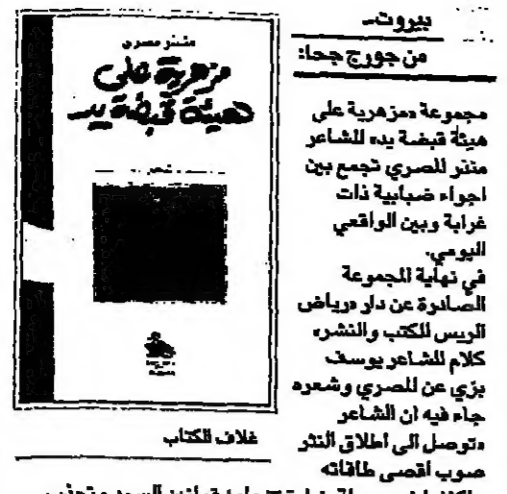 بيروت-
من جورج جحا:
مجموعة «مزهرية على
هيئة قبضة يد» للشاعر
منذر المصري تجمع بين
اجواء ضبابية ذات
غرابة وبين الواقعي
اليومي.
في نهاية المجموعة
الصادرة عن دار «رياض
الريس للكتب والنشر»
كلام للشاعر يوسف
بزي عن المصري وشعره
جاء فيه ان الشاعر
«توصل الى اطلاق النثر
صوب اقصى طاقاته
منذر مصري
مزهرية على
هيئة قبضة يد
شعر
غلاف الكتاب